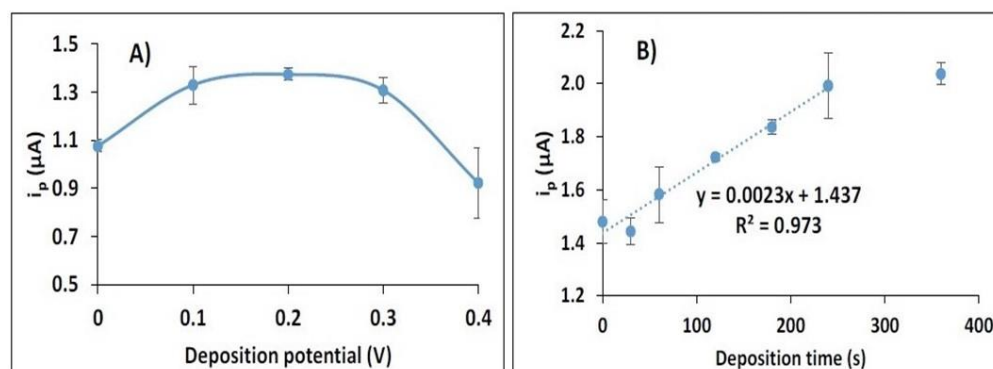 A)
1.5
1.3
1.1
0.9
0.7
0.5
ip (µA)
0
0.1
0.2
0.3
0.4
Deposition potential (V)
B)
2.2
2.0
1.8
1.6
1.4
1.2
ip (µA)
y = 0.0023x + 1.437
R² = 0.973
0
100
200
300
400
Deposition time (s)